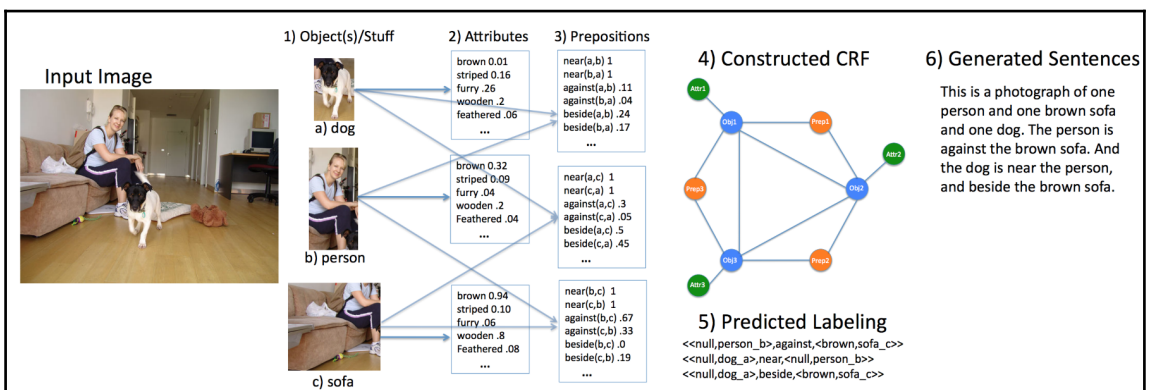 Input Image
1) Object(s)/Stuff
a) dog
b) person
c) sofa
2) Attributes
brown 0.01
striped 0.16
furry .26
wooden .2
feathered .06
...
brown 0.32
striped 0.09
furry .04
wooden .2
Feathered .04
...
brown 0.94
striped 0.10
furry .06
wooden .8
Feathered .08
...
3) Prepositions
near(a,b) 1
near(b,a) 1
against(a,b) .11
against(b,a) .04
beside(a,b) .24
beside(b,a) .17
...
near(a,c) 1
near(c,a) 1
against(a,c) .3
against(c,a) .05
beside(a,c) .5
beside(c,a) .45
...
near(b,c) 1
near(c,b) 1
against(b,c) .67
against(c,b) .33
beside(b,c) .0
beside(c,b) .19
...
4) Constructed CRF
Attr1
Obj1
Prep1
Attr2
Obj2
Prep3
Obj3
Prep2
Attr3
5) Predicted Labeling
<<null,person_b>,against,<brown,sofa_c>>
<<null,dog_a>,near,<null,person_b>>
<<null,dog_a>,beside,<brown,sofa_c>>
6) Generated Sentences
This is a photograph of one
person and one brown sofa
and one dog. The person is
against the brown sofa. And
the dog is near the person,
and beside the brown sofa.